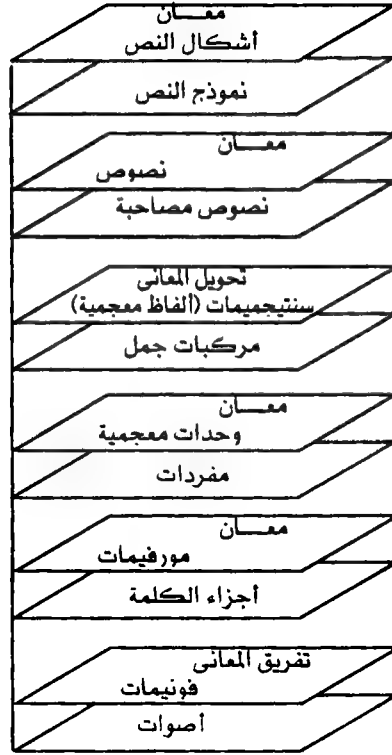 معـــان
أشكال النص
نموذج النص
معـــان
نصوص
نصوص مصاحبة
تحويل المعانى
سنتيجميمات (ألفاظ معجمية)
مركبات جمل
معـــان
وحدات معجمية
مفردات
معـــان
مورفيمات
أجزاء الكلمة
تفريق المعانى
فونيمات
أصوات